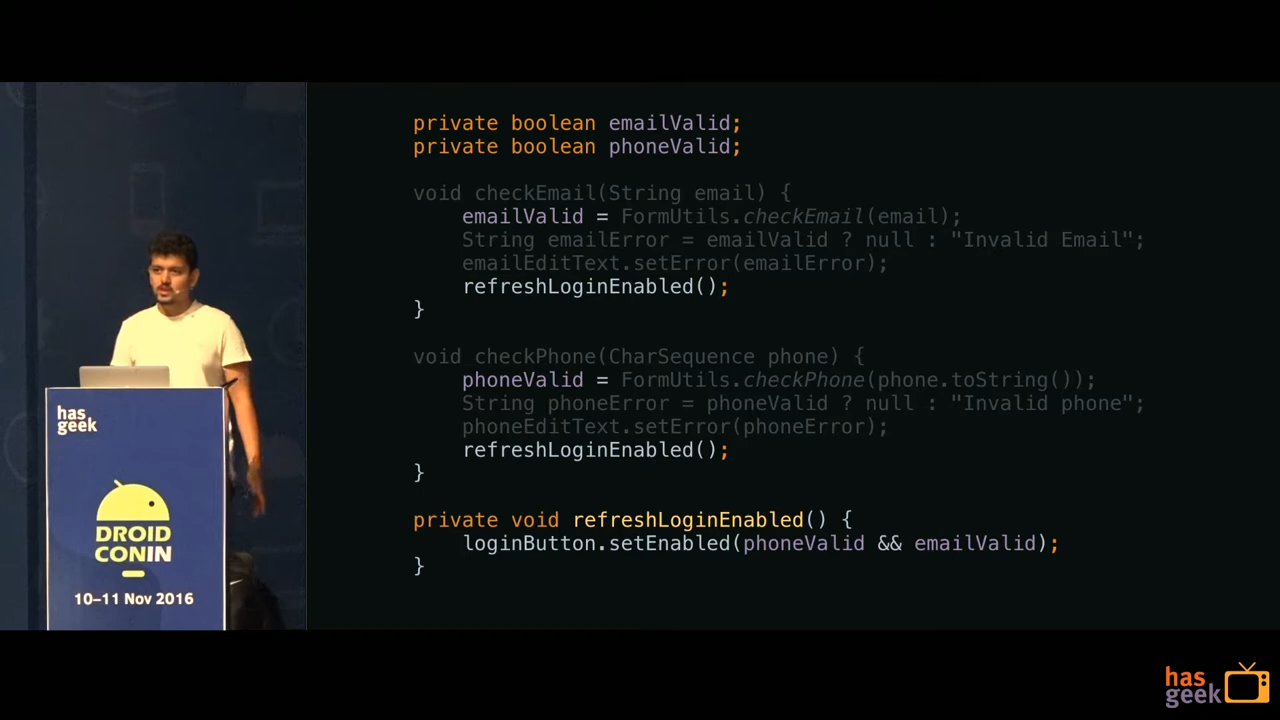 private boolean emailValid;
private boolean phoneValid;
void checkEmail(String email) {
emailValid = FormUtils.checkEmail(email);
String emailError = emailValid ? null : "Invalid Email";
emailEditText.setError(emailError);
refreshLoginEnabled();
}
void checkPhone(CharSequence phone) {
phoneValid = FormUtils.checkPhone(phone.toString());
String phoneError = phoneValid ? null : "Invalid phone";
phoneEditText.setError(phoneError);
refreshLoginEnabled();
}
private void refreshLoginEnabled() {
loginButton.setEnabled(phoneValid && emailValid);
}
has
geek
DROID
CONIN
10–11 Nov 2016
has
geek